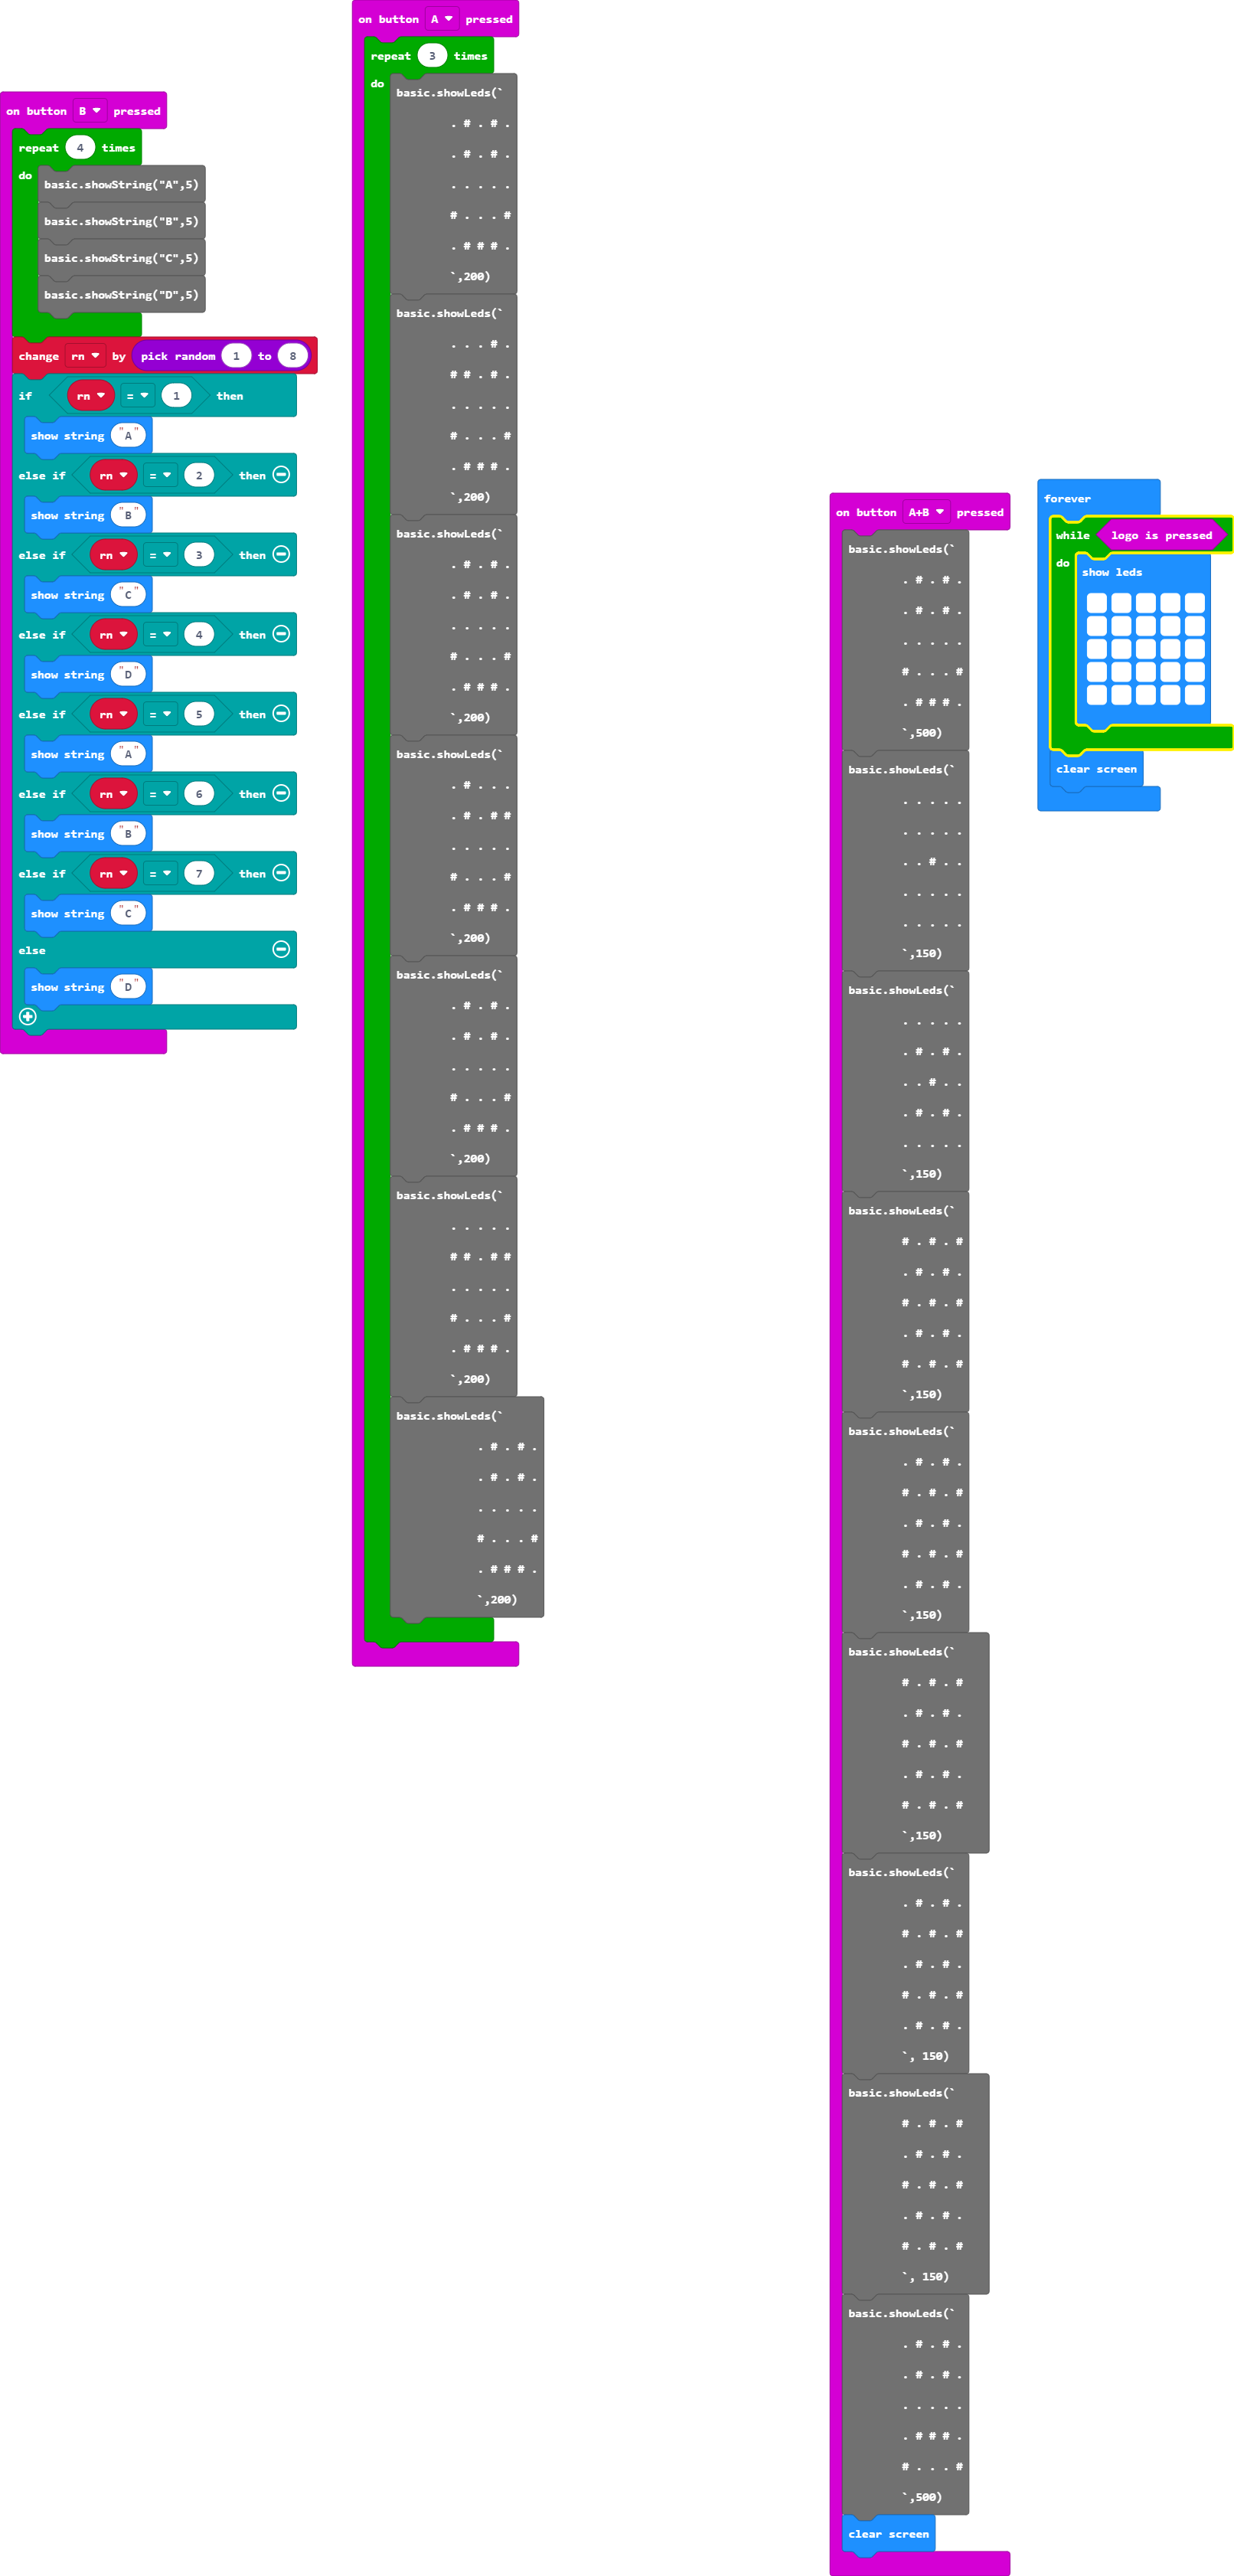 on button B pressed
repeat 4 times
do
basic.showString("A",5)
basic.showString("B",5)
basic.showString("C",5)
basic.showString("D",5)
change rn by pick random 1 to 8
if rn = 1 then
show string "A"
else if rn = 2 then
show string "B"
else if rn = 3 then
show string "C"
else if rn = 4 then
show string "D"
else if rn = 5 then
show string "A"
else if rn = 6 then
show string "B"
else if rn = 7 then
show string "C"
else
show string "D"
on button A pressed
repeat 3 times
do
basic.showLeds(`
. # . # .
. # . # .
. . . . .
# . . . #
. # # # .
`,200)
basic.showLeds(`
. . . # .
# # . # .
. . . . .
# . . . #
. # # # .
`,200)
basic.showLeds(`
. # . # .
. # . # .
. . . . .
# . . . #
. # # # .
`,200)
basic.showLeds(`
. # . . .
. # . # #
. . . . .
# . . . #
. # # # .
`,200)
basic.showLeds(`
. # . # .
. # . # .
. . . . .
# . . . #
. # # # .
`,200)
basic.showLeds(`
. . . . .
# # . # #
. . . . .
# . . . #
. # # # .
`,200)
basic.showLeds(`
. # . # .
. # . # .
. . . . .
# . . . #
. # # # .
`,200)
on button A+B pressed
basic.showLeds(`
. # . # .
. # . # .
. . . . .
# . . . #
. # # # .
`,500)
basic.showLeds(`
. . . . .
. . . . .
. . # . .
. . . . .
. . . . .
`,150)
basic.showLeds(`
. . . . .
. # . # .
. . # . .
. # . # .
. . . . .
`,150)
basic.showLeds(`
# . # . #
. # . # .
# . # . #
. # . # .
# . # . #
`,150)
basic.showLeds(`
. # . # .
# . # . #
. # . # .
# . # . #
. # . # .
`,150)
basic.showLeds(`
# . # . #
. # . # .
# . # . #
. # . # .
# . # . #
`,150)
basic.showLeds(`
. # . # .
# . # . #
. # . # .
# . # . #
. # . # .
`, 150)
basic.showLeds(`
# . # . #
. # . # .
# . # . #
. # . # .
# . # . #
`, 150)
basic.showLeds(`
. # . # .
. # . # .
. . . . .
. # # # .
# . . . #
`,500)
clear screen
forever
while logo is pressed
do
show leds
clear screen